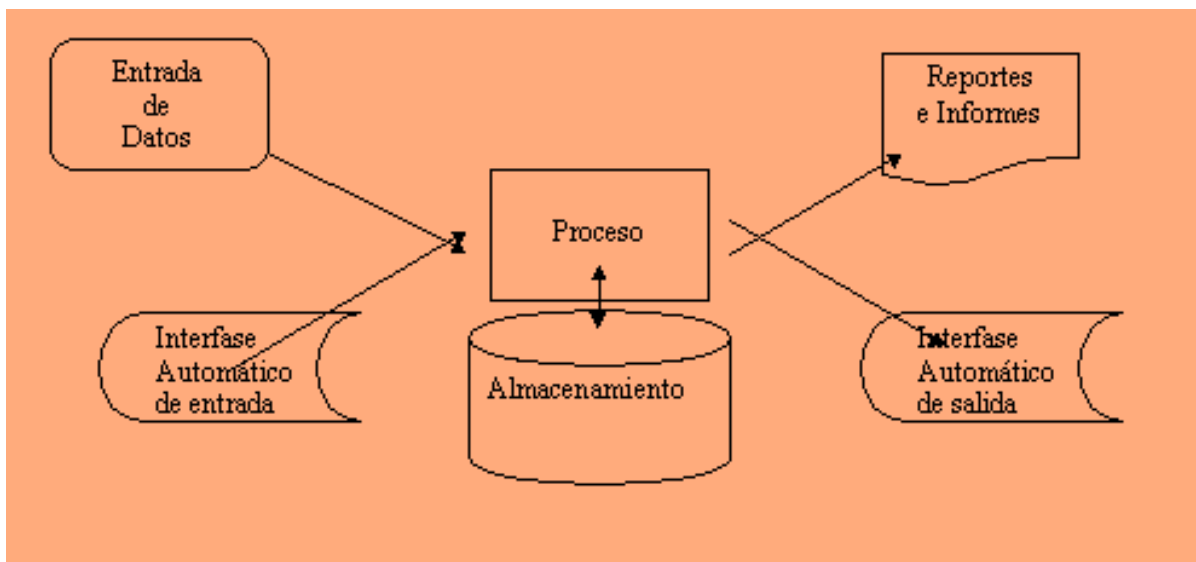 Entrada
de
Datos
Reportes
e Informes
Proceso
Interfase
Automático
de entrada
Almacenamiento
Interfase
Automático
de salida